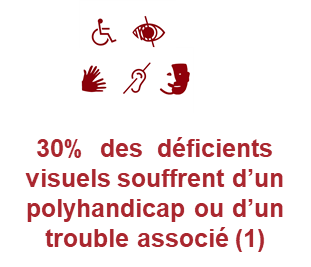 30% des déficients
visuels souffrent d’un
polyhandicap ou d’un
trouble associé (1)